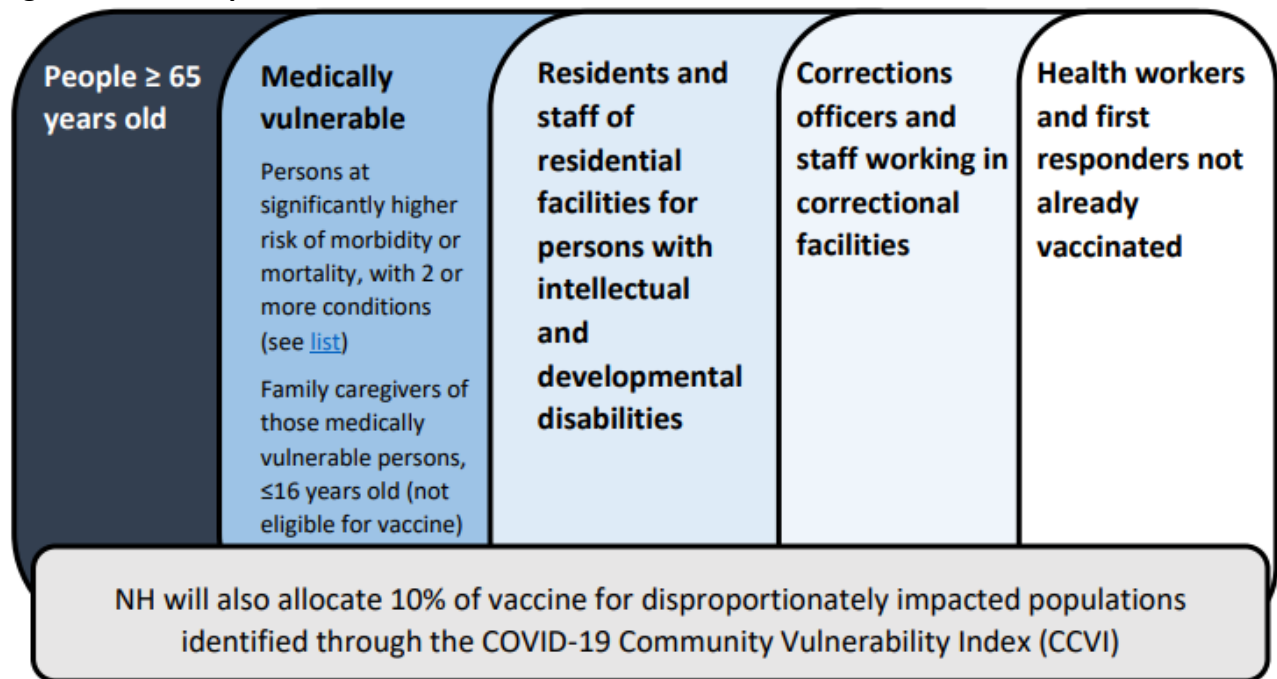 People ≥ 65
years old
Medically
vulnerable
Persons at
significantly higher
risk of morbidity or
mortality, with 2 or
more conditions
(see list)
Family caregivers of
those medically
vulnerable persons,
≤16 years old (not
eligible for vaccine)
Residents and
staff of
residential
facilities for
persons with
intellectual
and
developmental
disabilities
Corrections
officers and
staff working in
correctional
facilities
Health workers
and first
responders not
already
vaccinated
NH will also allocate 10% of vaccine for disproportionately impacted populations
identified through the COVID-19 Community Vulnerability Index (CCVI)